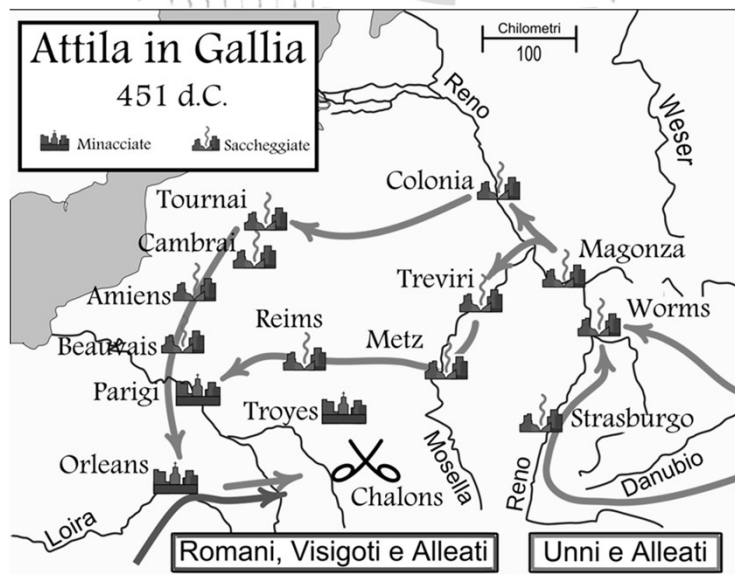 Attila in Gallia
451 d.C.
Minacciate
Saccheggiate
Chilometri
100
Reno
Weser
Colonia
Tournai
Cambrai
Magonza
Treviri
Amiens
Worms
Reims
Metz
Beauvais
Parigi
Troyes
Strasburgo
Orleans
Mosella
Chalons
Reno
Danubio
Loira
Romani, Visigoti e Alleati
Unni e Alleati